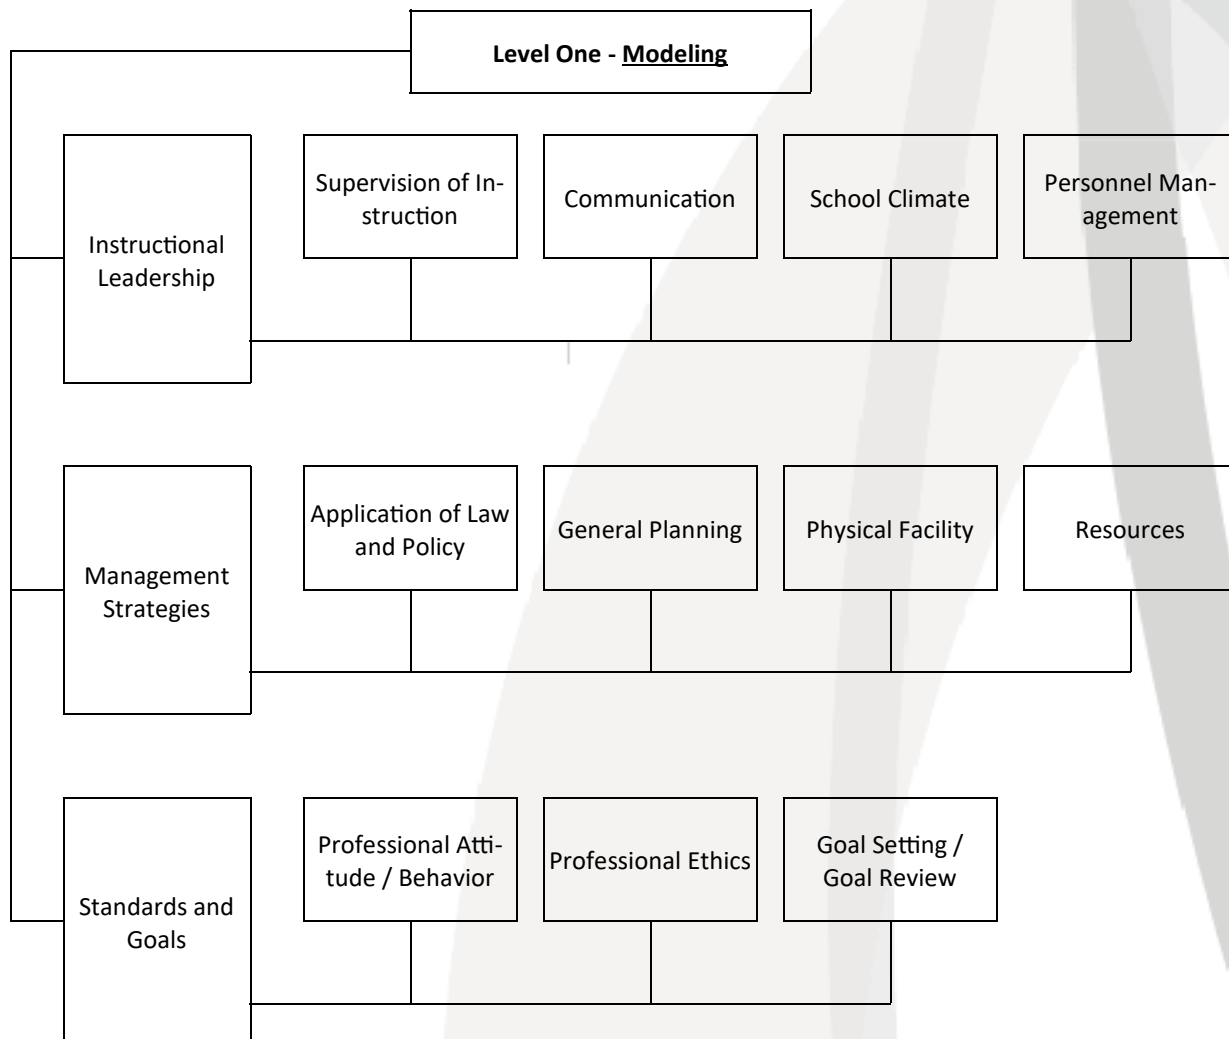 Level One - Modeling
Supervision of In-
struction
Communication
School Climate
Personnel Man-
agement
Instructional
Leadership
Application of Law
and Policy
General Planning
Physical Facility
Resources
Management
Strategies
Professional Atti-
tude / Behavior
Professional Ethics
Goal Setting /
Goal Review
Standards and
Goals